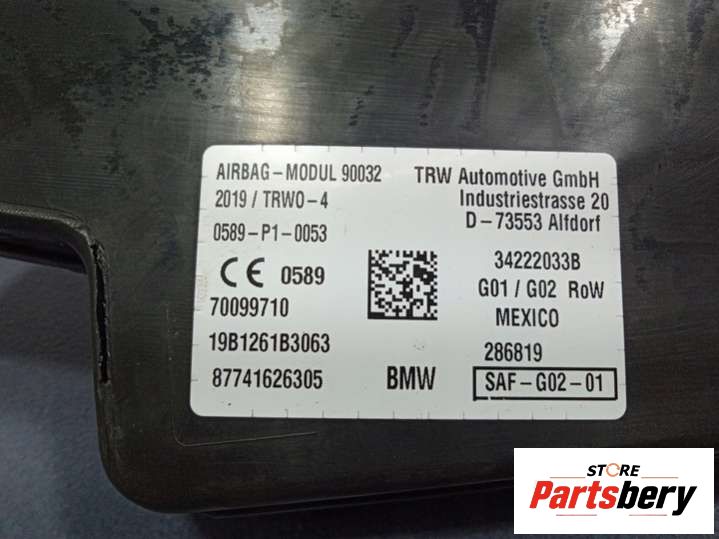 AIRBAG-MODUL 90032
2019 / TRWO-4
0589-P1-0053
CE 0589
70099710
19B1261B3063
87741626305
BMW
TRW Automotive GmbH
Industriestrasse 20
D-73553 Alfdorf
34222033B
G01 / G02 RoW
MEXICO
286819
SAF-G02-01
STORE
Partsbery